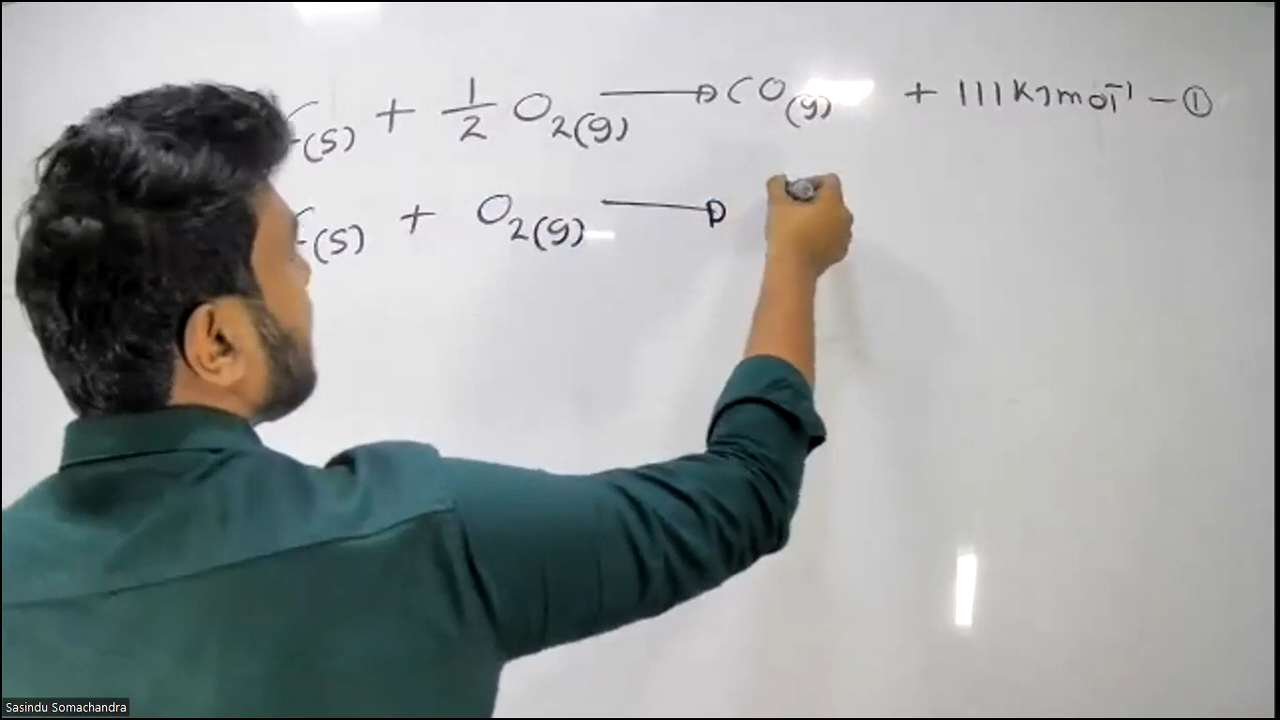 C(s) + 1/2 O2(g) → CO(g) + 111 kJ mol⁻¹ — ①
C(s) + O2(g) →
Sasindu Somachandra